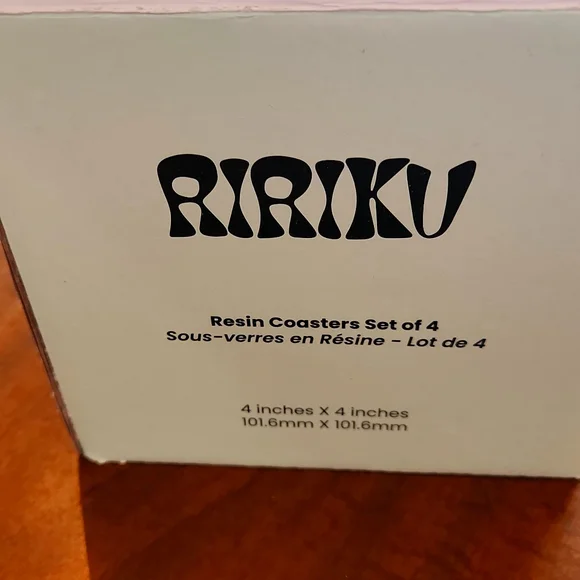 RIRIKU
Resin Coasters Set of 4
Sous-verres en Résine - Lot de 4
4 inches X 4 inches
101.6mm X 101.6mm